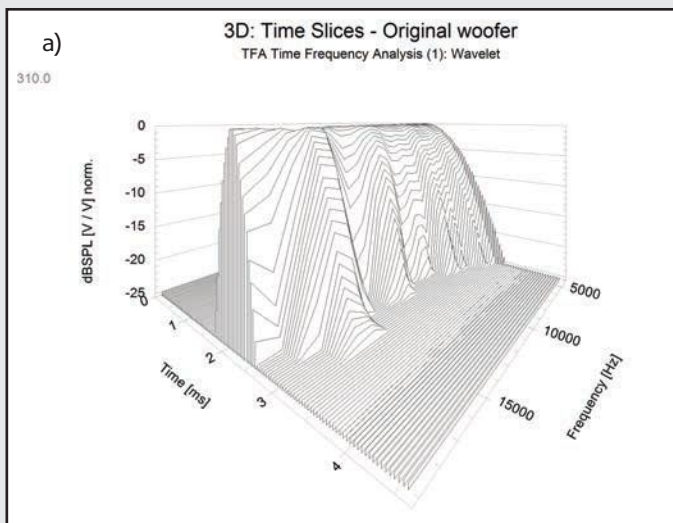 3D: Time Slices - Original woofer
a)
TFA Time Frequency Analysis (1): Wavelet
310.0
0
-5
-10
-15
-20
-25
dBSPL [V / V] norm.
0
1
2
3
4
Time [ms]
5000
10000
15000
Frequency [Hz]